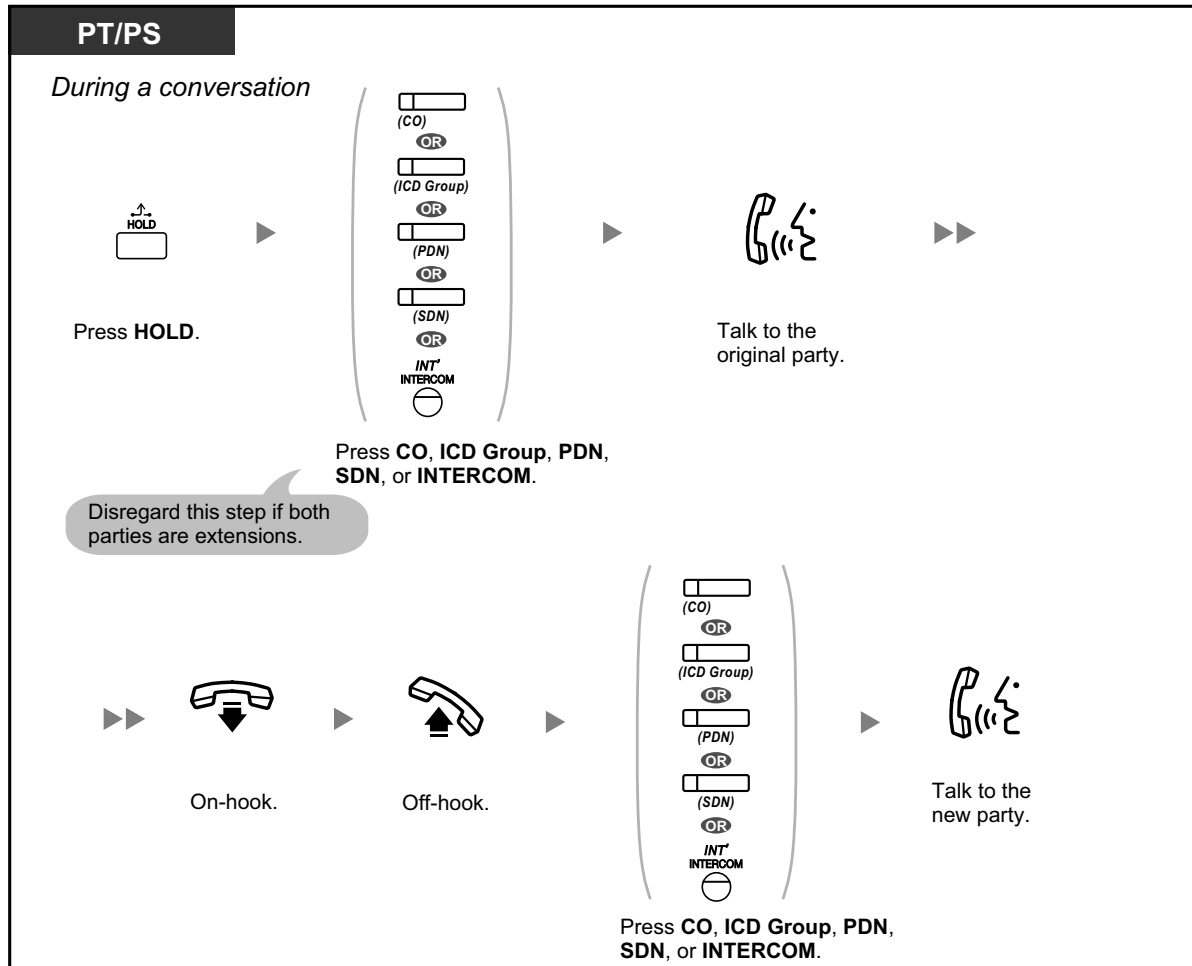 PT/PS
During a conversation
HOLD
Press HOLD.
(CO)
OR
(ICD Group)
OR
(PDN)
OR
(SDN)
OR
INT'
INTERCOM
Press CO, ICD Group, PDN,
SDN, or INTERCOM.
Disregard this step if both
parties are extensions.
Talk to the
original party.
On-hook.
Off-hook.
(CO)
OR
(ICD Group)
OR
(PDN)
OR
(SDN)
OR
INT'
INTERCOM
Press CO, ICD Group, PDN,
SDN, or INTERCOM.
Talk to the
new party.